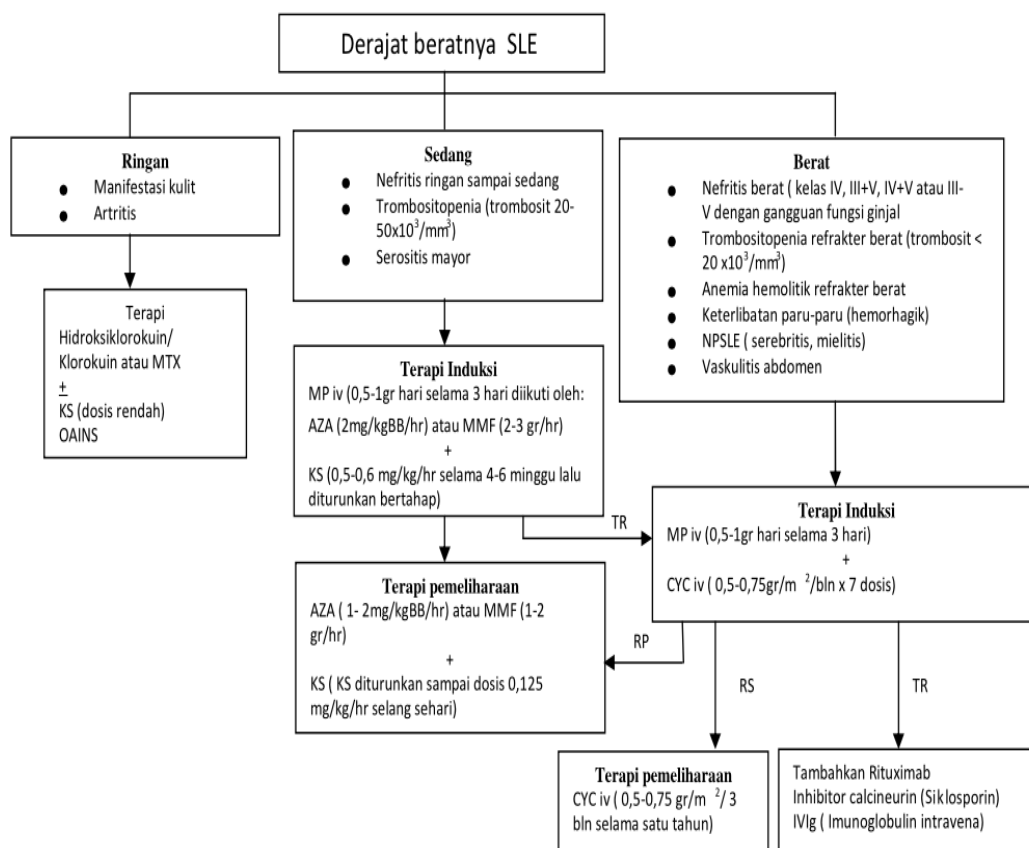 Derajat beratnya SLE
Ringan
● Manifestasi kulit
● Artritis
Sedang
● Nefritis ringan sampai sedang
● Trombositopenia (trombosit 20-
50x10³/mm³)
● Serositis mayor
Berat
● Nefritis berat ( kelas IV, III+V, IV+V atau III-
V dengan gangguan fungsi ginjal
● Trombositopenia refrakter berat (trombosit <
20 x10³/mm³)
● Anemia hemolitik refrakter berat
● Keterlibatan paru-paru (hemorhagik)
● NPSLE ( serebritis, mielitis)
● Vaskulitis abdomen
Terapi
Hidroksiklorokuin/
Klorokuin atau MTX
+
KS (dosis rendah)
OAINS
Terapi Induksi
MP iv (0,5-1gr hari selama 3 hari diikuti oleh:
AZA (2mg/kgBB/hr) atau MMF (2-3 gr/hr)
+
KS (0,5-0,6 mg/kg/hr selama 4-6 minggu lalu
diturunkan bertahap)
TR
Terapi Induksi
MP iv (0,5-1gr hari selama 3 hari)
+
CYC iv ( 0,5-0,75gr/m ²/bln x 7 dosis)
Terapi pemeliharaan
AZA ( 1- 2mg/kgBB/hr) atau MMF (1-2
gr/hr)
+
KS ( KS diturunkan sampai dosis 0,125
mg/kg/hr selang sehari)
RP
RS
TR
Terapi pemeliharaan
CYC iv ( 0,5-0,75 gr/m ²/ 3
bln selama satu tahun)
Tambahkan Rituximab
Inhibitor calcineurin (Siklosporin)
IVIg ( Imunoglobulin intravena)